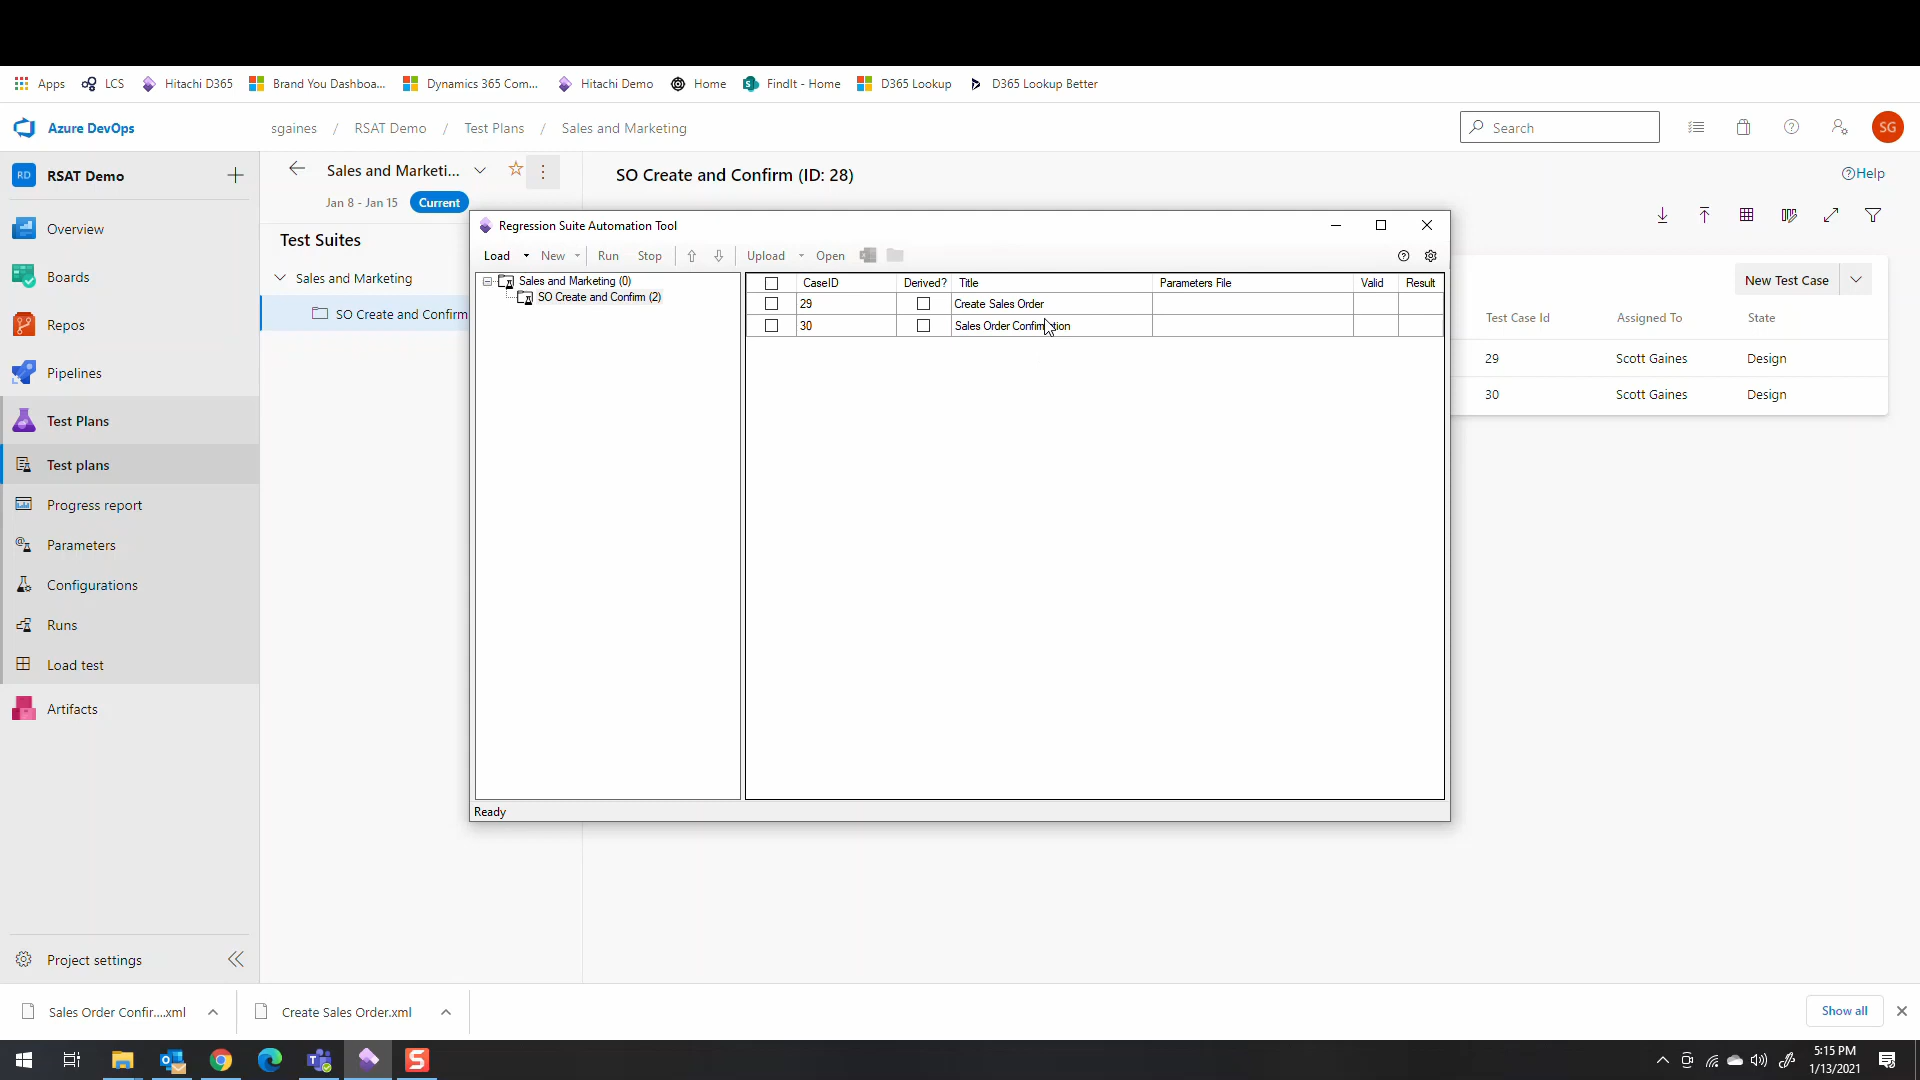 Apps LCS Hitachi D365 Brand You Dashboa... Dynamics 365 Com... Hitachi Demo Home FindIt - Home D365 Lookup D365 Lookup Better
Azure DevOps sgaines / RSAT Demo / Test Plans / Sales and Marketing Search SG
RD RSAT Demo
Overview
Boards
Repos
Pipelines
Test Plans
Test plans
Progress report
Parameters
Configurations
Runs
Load test
Artifacts
Project settings
Sales and Marketi...
Jan 8 - Jan 15 Current
Test Suites
Sales and Marketing
SO Create and Confirm
SO Create and Confirm (ID: 28)
Help
New Test Case
Test Case Id Assigned To State
29 Scott Gaines Design
30 Scott Gaines Design
Regression Suite Automation Tool
Load New Run Stop Upload Open
Sales and Marketing (0)
SO Create and Confirm (2)
CaseID Derived? Title Parameters File Valid Result
29 Create Sales Order
30 Sales Order Confirmation
Ready
Sales Order Confir....xml Create Sales Order.xml Show all
5:15 PM
1/13/2021